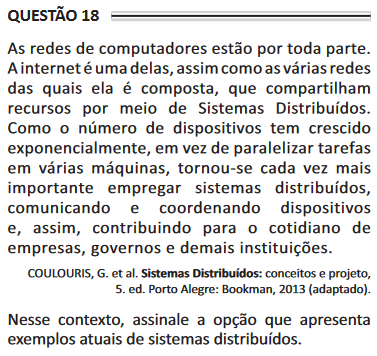 QUESTÃO 18
As redes de computadores estão por toda parte.
A internet é uma delas, assim como as várias redes
das quais ela é composta, que compartilham
recursos por meio de Sistemas Distribuídos.
Como o número de dispositivos tem crescido
exponencialmente, em vez de paralelizar tarefas
em várias máquinas, tornou-se cada vez mais
importante empregar sistemas distribuídos,
comunicando e coordenando dispositivos
e, assim, contribuindo para o cotidiano de
empresas, governos e demais instituições.
COULOURIS, G. et al. Sistemas Distribuídos: conceitos e projeto,
5. ed. Porto Alegre: Bookman, 2013 (adaptado).
Nesse contexto, assinale a opção que apresenta
exemplos atuais de sistemas distribuídos.